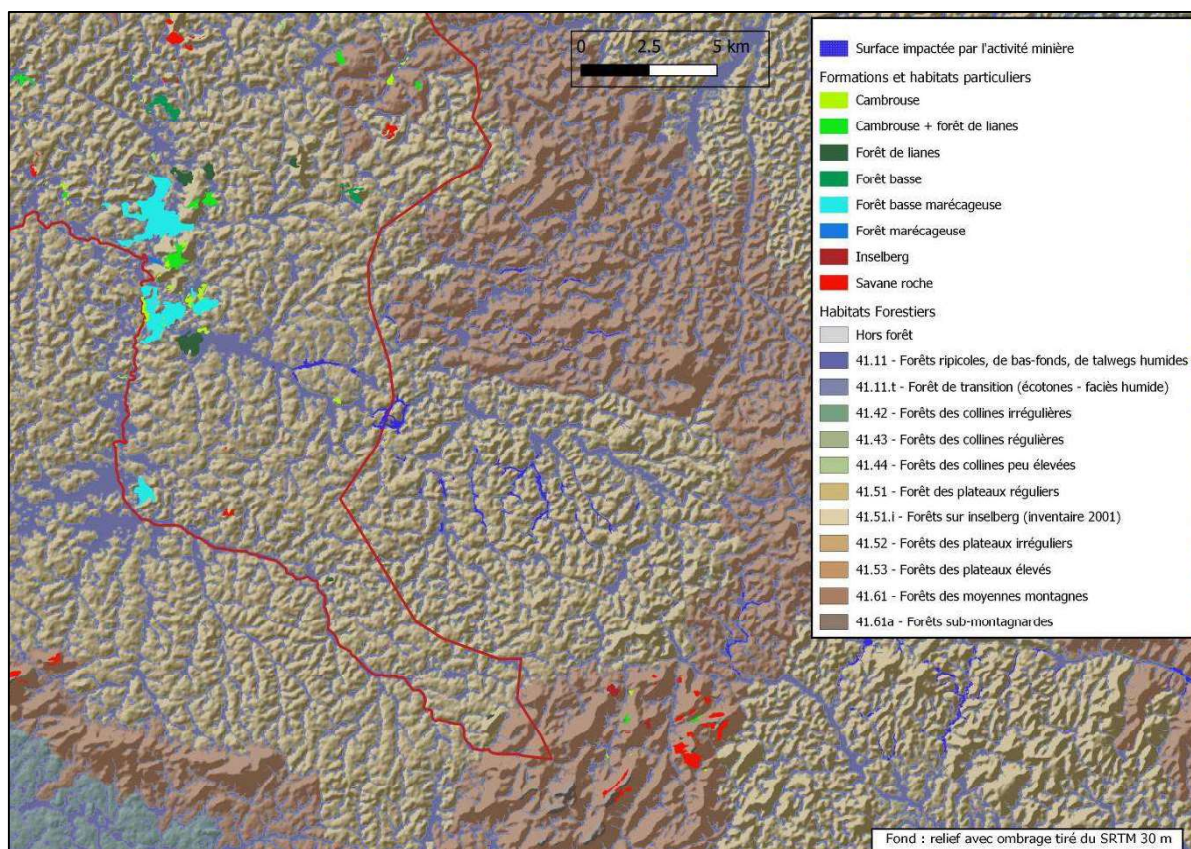 0 2.5 5 km
Surface impactée par l'activité minière
Formations et habitats particuliers
Cambrouse
Cambrouse + forêt de lianes
Forêt de lianes
Forêt basse
Forêt basse marécageuse
Forêt marécageuse
Inselberg
Savane roche
Habitats Forestiers
Hors forêt
41.11 - Forêts ripicoles, de bas-fonds, de talwegs humides
41.11.t - Forêt de transition (écotones - faciès humide)
41.42 - Forêts des collines irrégulières
41.43 - Forêts des collines régulières
41.44 - Forêts des collines peu élevées
41.51 - Forêt des plateaux réguliers
41.51.i - Forêts sur inselberg (inventaire 2001)
41.52 - Forêts des plateaux irréguliers
41.53 - Forêts des plateaux élevés
41.61 - Forêts des moyennes montagnes
41.61a - Forêts sub-montagnardes
Fond : relief avec ombrage tiré du SRTM 30 m